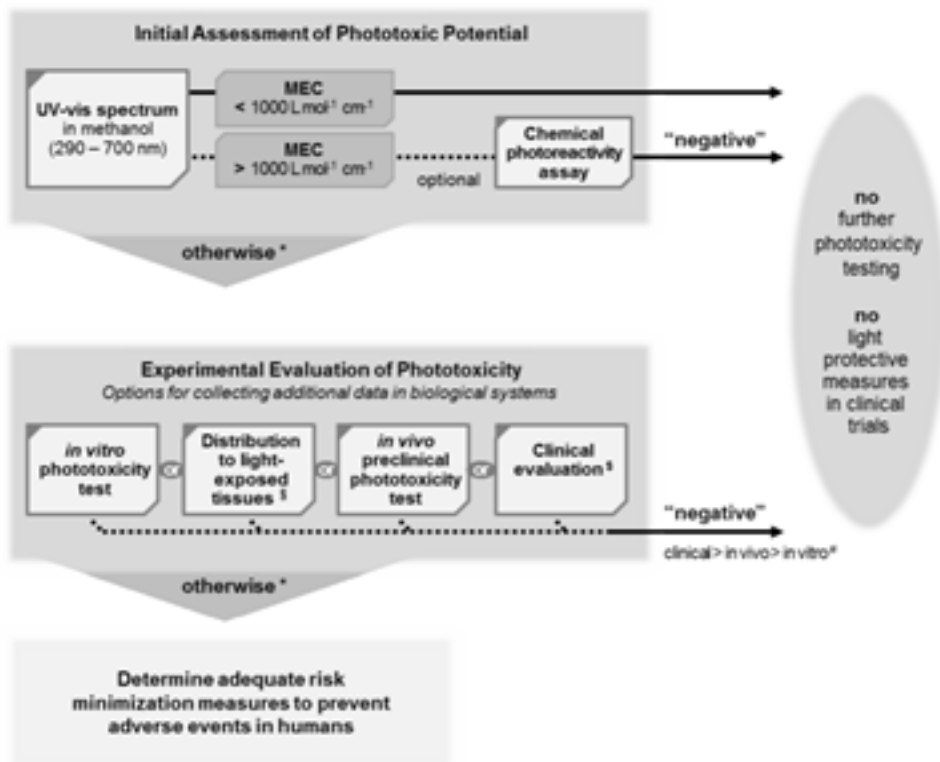 Initial Assessment of Phototoxic Potential
UV-vis spectrum
in methanol
(290 – 700 nm)
MEC
< 1000 L mol⁻¹ cm⁻¹
MEC
> 1000 L mol⁻¹ cm⁻¹
optional
Chemical
photoreactivity
assay
"negative"
otherwise *
no
further
phototoxicity
testing
no
light
protective
measures
in clinical
trials
Experimental Evaluation of Phototoxicity
Options for collecting additional data in biological systems
in vitro
phototoxicity
test
Distribution
to light-
exposed
tissues $
in vivo
preclinical
phototoxicity
test
Clinical
evaluation $
"negative"
clinical > in vivo > in vitro#
otherwise *
Determine adequate risk
minimization measures to prevent
adverse events in humans